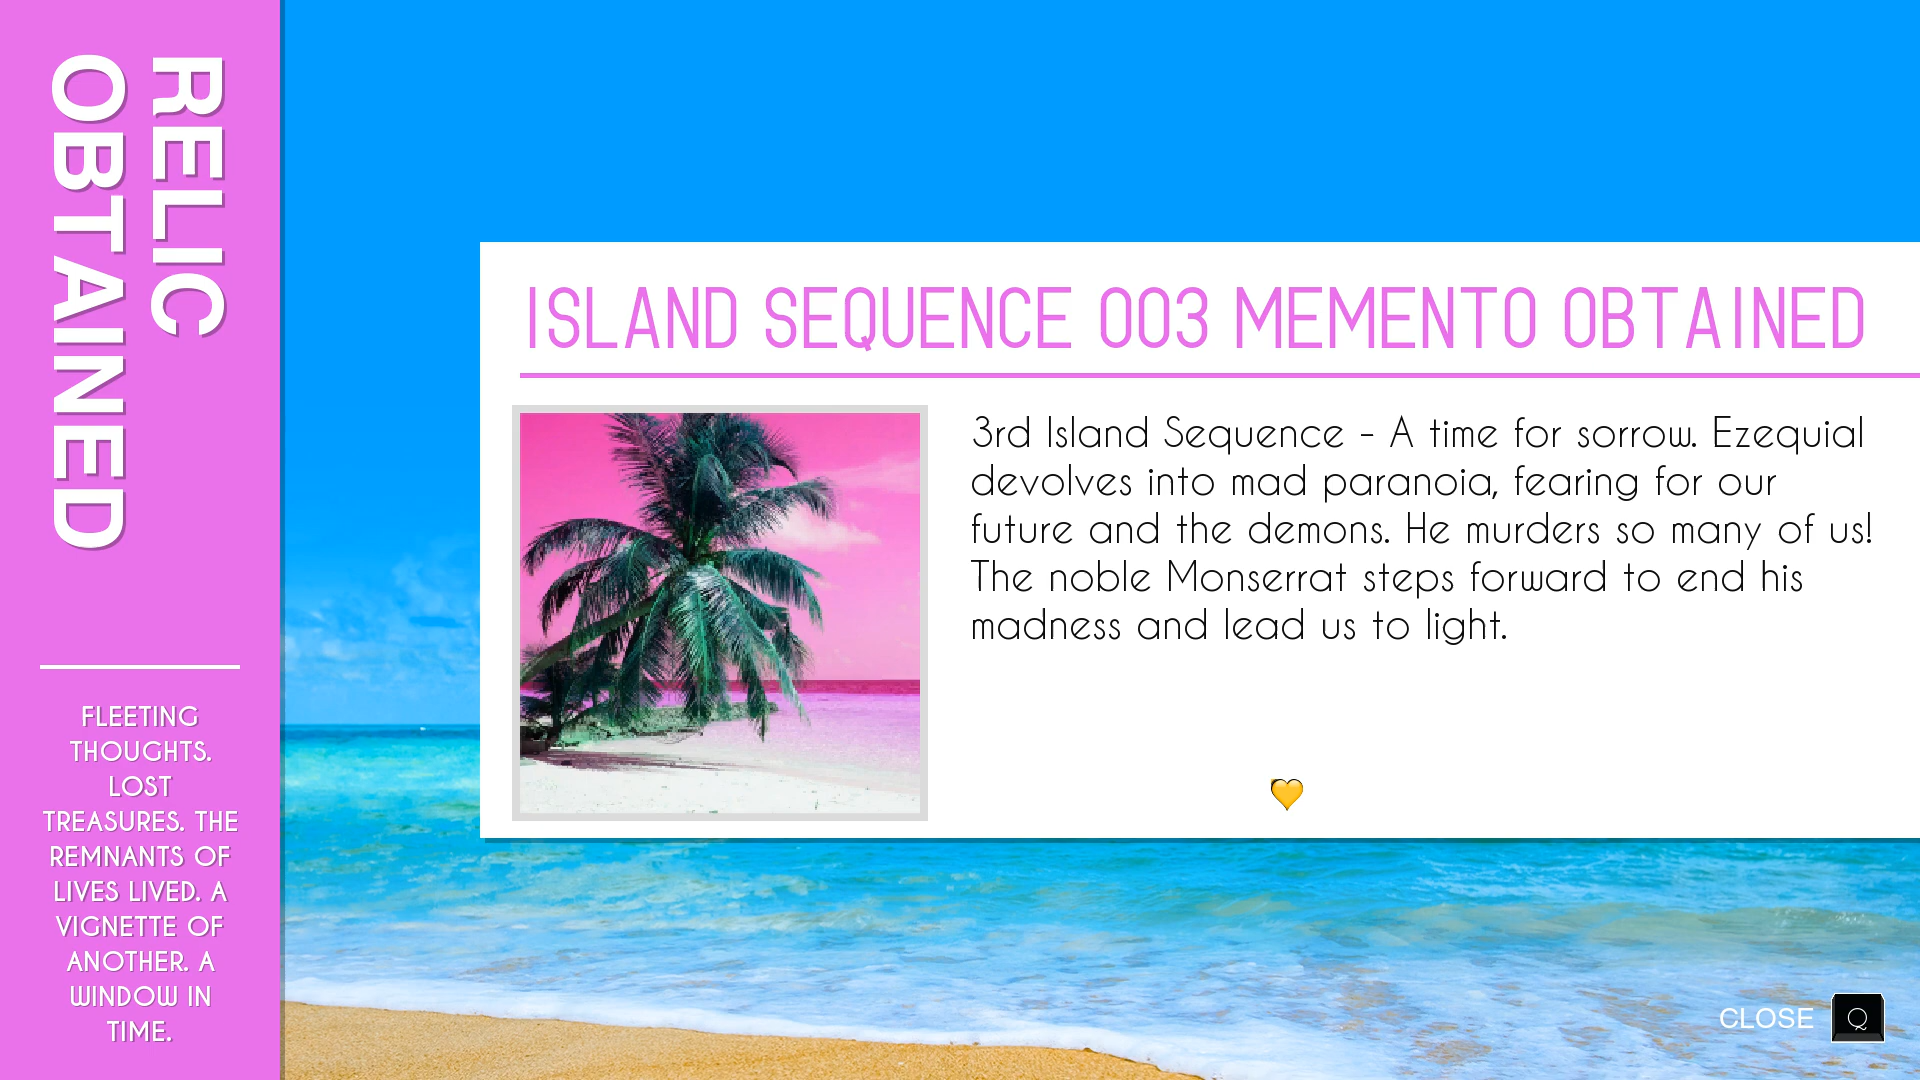 RELIC
OBTAINED
FLEETING
THOUGHTS.
LOST
TREASURES. THE
REMNANTS OF
LIVES LIVED. A
VIGNETTE OF
ANOTHER. A
WINDOW IN
TIME.
ISLAND SEQUENCE 003 MEMENTO OBTAINED
3rd Island Sequence - A time for sorrow. Ezequial
devolves into mad paranoia, fearing for our
future and the demons. He murders so many of us!
The noble Monserrat steps forward to end his
madness and lead us to light.
CLOSE Q